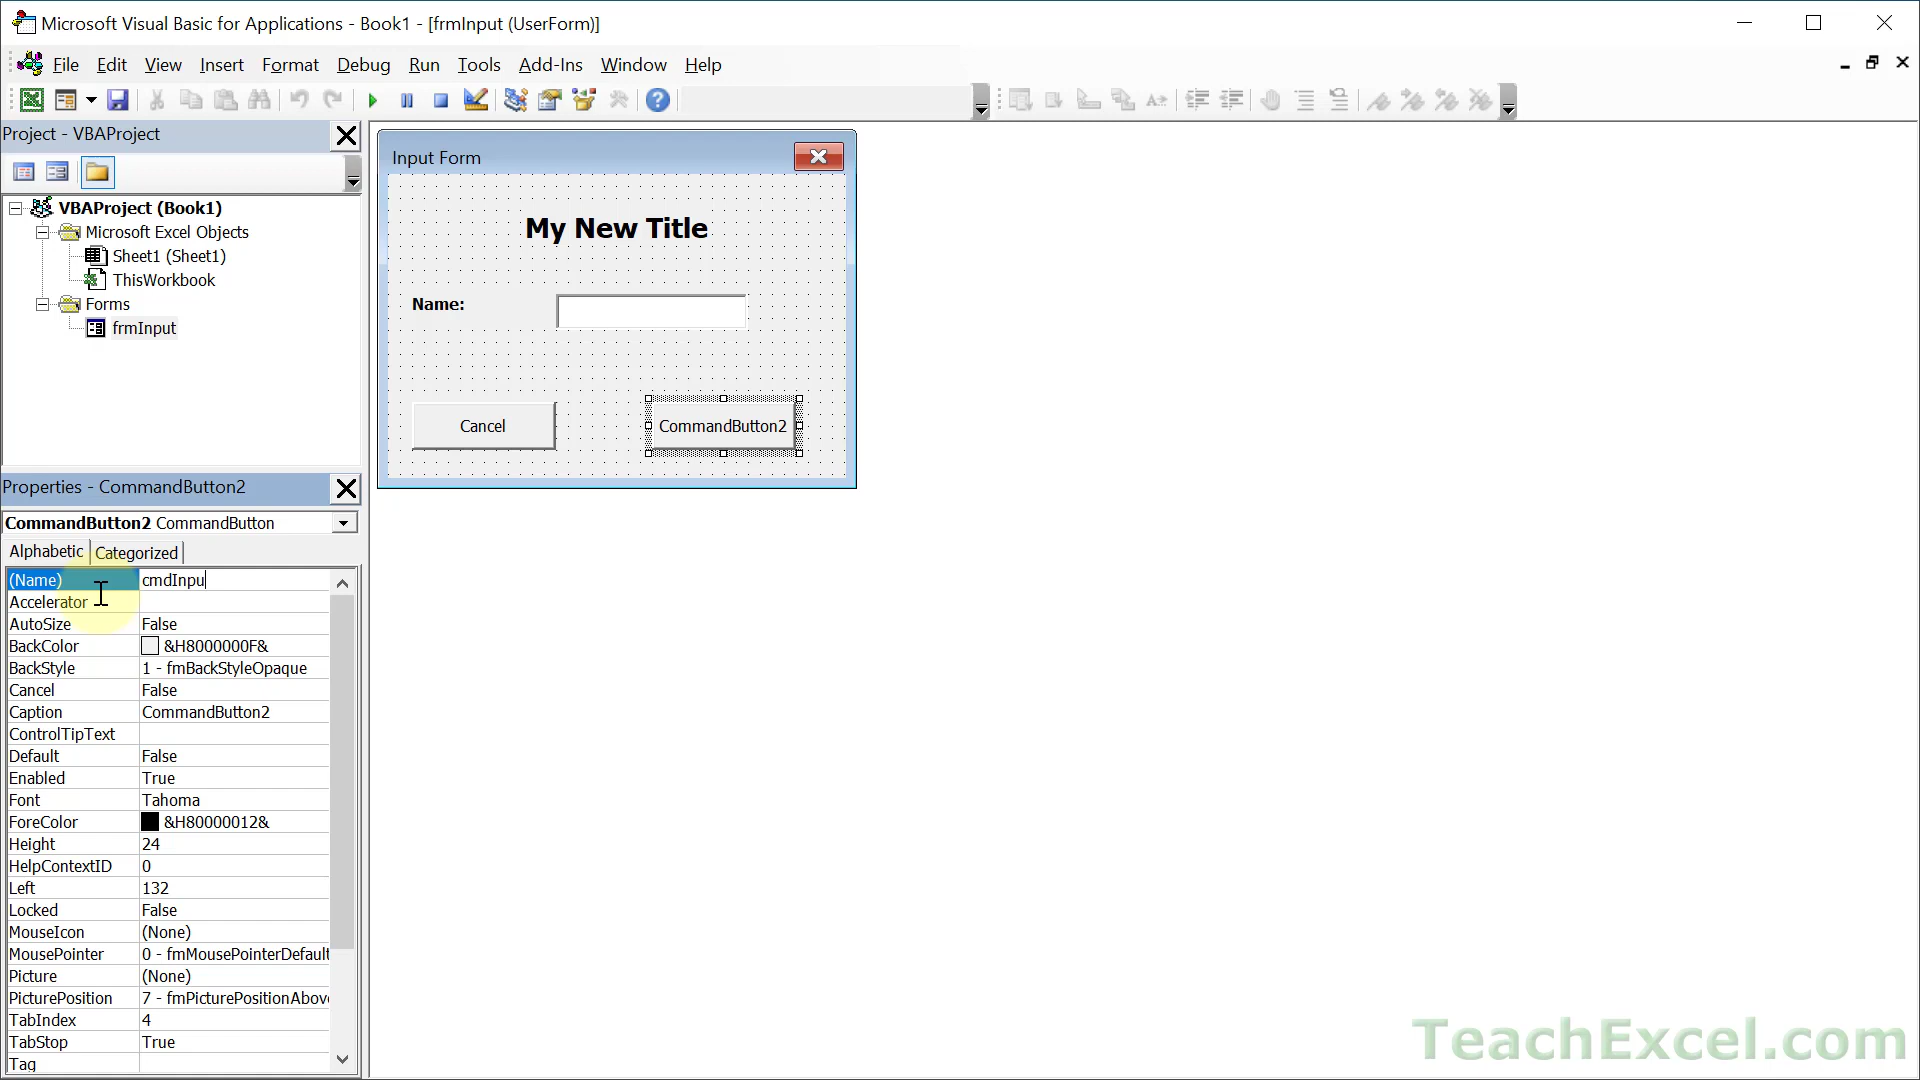 Microsoft Visual Basic for Applications - Book1 - [frmInput (UserForm)]
File Edit View Insert Format Debug Run Tools Add-Ins Window Help
Project - VBAProject
VBAProject (Book1)
Microsoft Excel Objects
Sheet1 (Sheet1)
ThisWorkbook
Forms
frmInput
Input Form
My New Title
Name:
Cancel
CommandButton2
Properties - CommandButton2
CommandButton2 CommandButton
Alphabetic Categorized
(Name) cmdInpu
Accelerator
AutoSize False
BackColor &H8000000F&
BackStyle 1 - fmBackStyleOpaque
Cancel False
Caption CommandButton2
ControlTipText
Default False
Enabled True
Font Tahoma
ForeColor &H80000012&
Height 24
HelpContextID 0
Left 132
Locked False
MouseIcon (None)
MousePointer 0 - fmMousePointerDefault
Picture (None)
PicturePosition 7 - fmPicturePositionAbov
TabIndex 4
TabStop True
Tag
TeachExcel.com